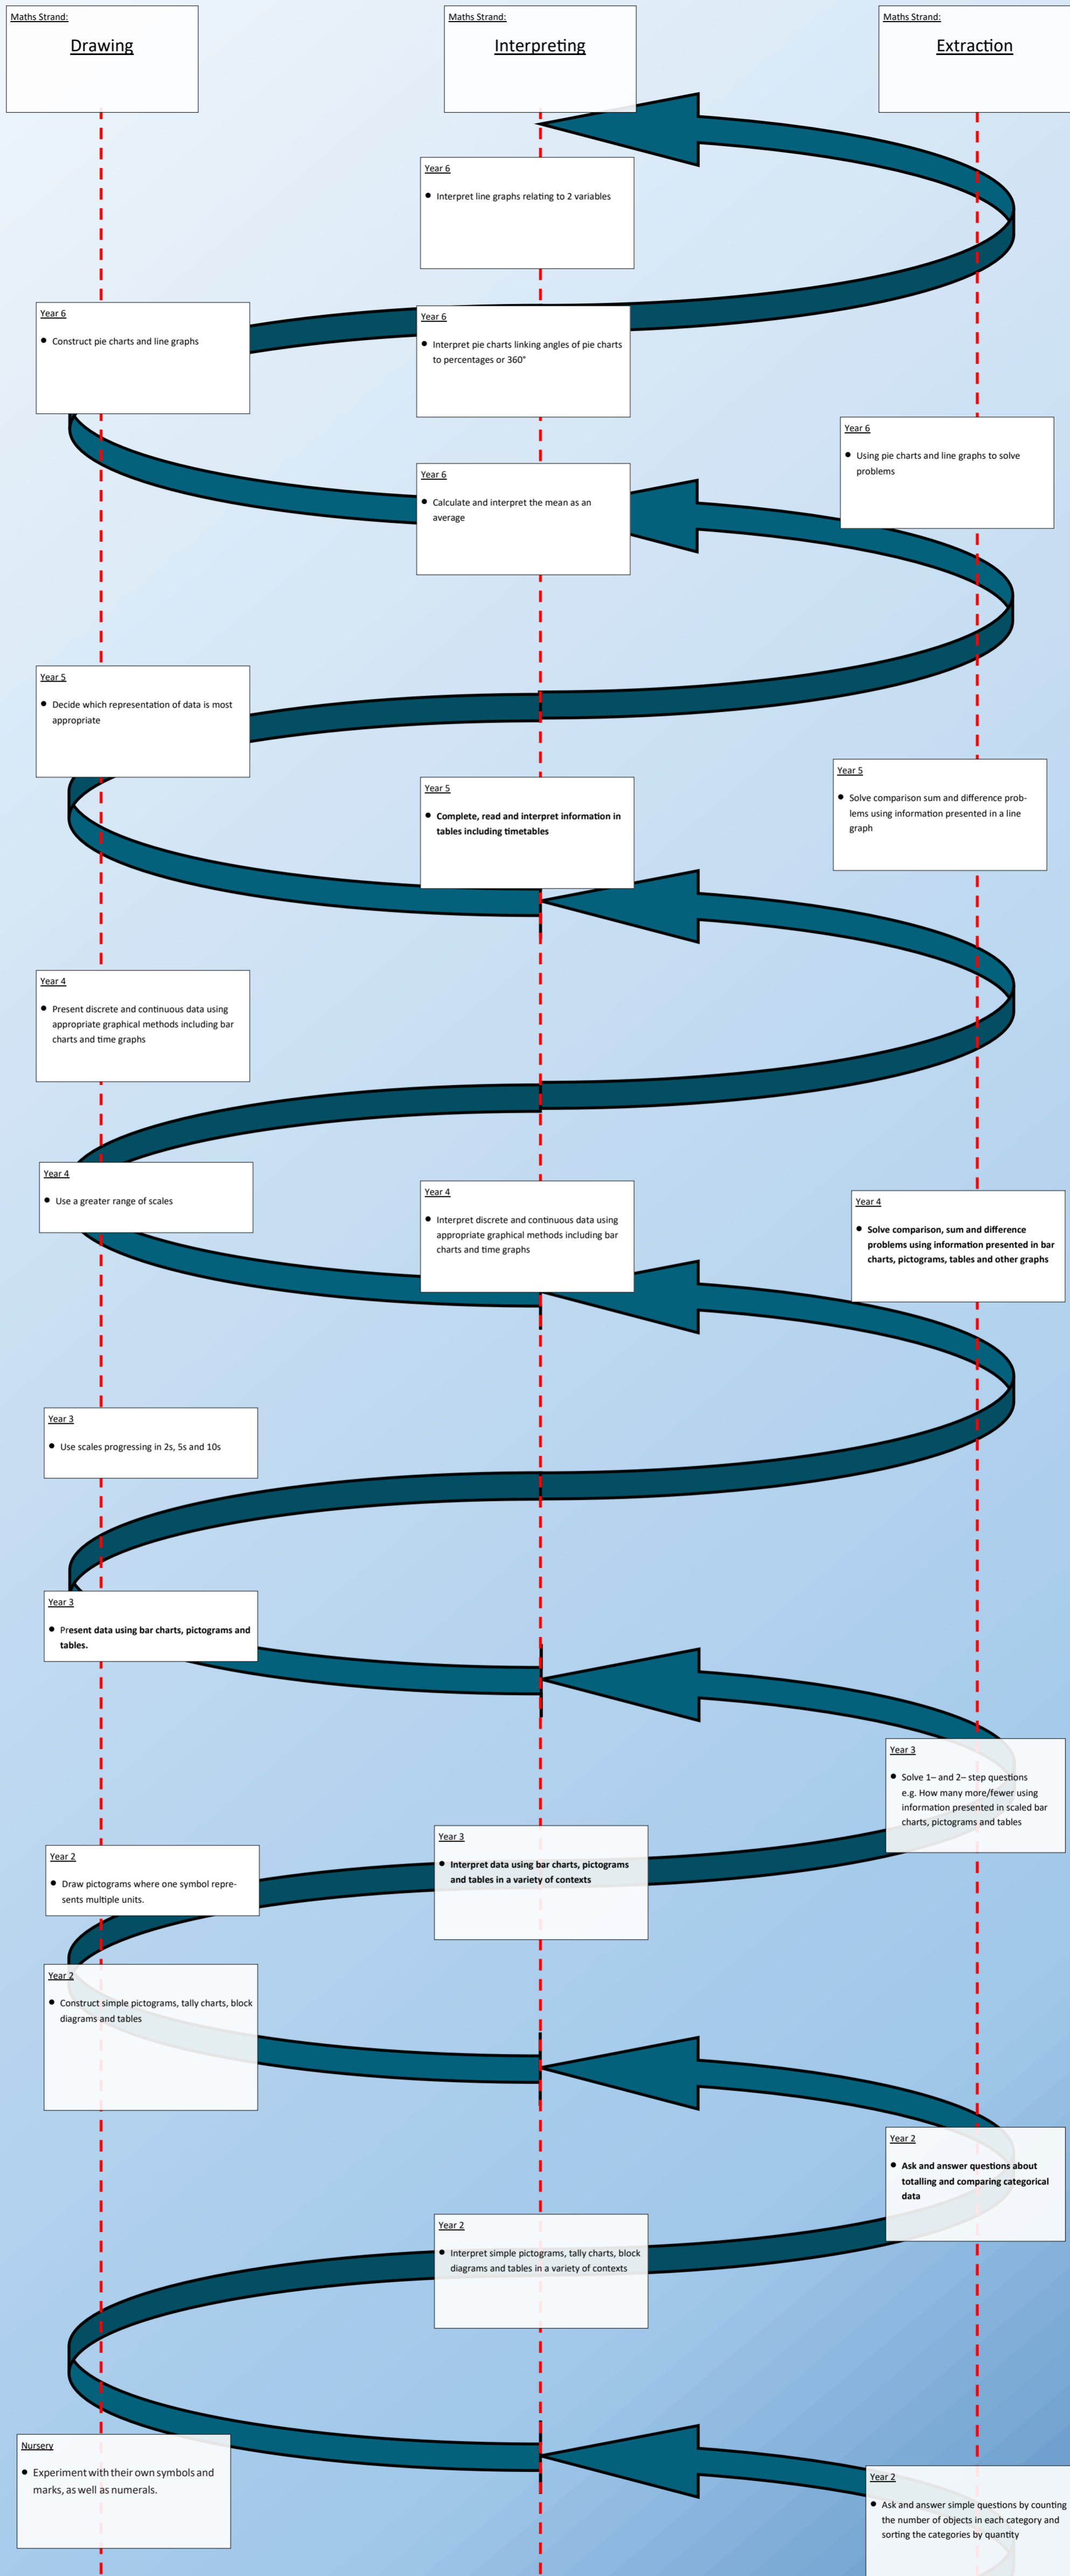 Maths Strand:
Drawing
Maths Strand:
Interpreting
Maths Strand:
Extraction
Year 6
● Interpret line graphs relating to 2 variables
Year 6
● Construct pie charts and line graphs
Year 6
● Interpret pie charts linking angles of pie charts
to percentages or 360°
Year 6
● Using pie charts and line graphs to solve
problems
Year 6
● Calculate and interpret the mean as an
average
Year 5
● Decide which representation of data is most
appropriate
Year 5
● Complete, read and interpret information in
tables including timetables
Year 5
● Solve comparison sum and difference prob-
lems using information presented in a line
graph
Year 4
● Present discrete and continuous data using
appropriate graphical methods including bar
charts and time graphs
Year 4
● Use a greater range of scales
Year 4
● Interpret discrete and continuous data using
appropriate graphical methods including bar
charts and time graphs
Year 4
● Solve comparison, sum and difference
problems using information presented in bar
charts, pictograms, tables and other graphs
Year 3
● Use scales progressing in 2s, 5s and 10s
Year 3
● Present data using bar charts, pictograms and
tables.
Year 3
● Solve 1– and 2– step questions
e.g. How many more/fewer using
information presented in scaled bar
charts, pictograms and tables
Year 3
● Interpret data using bar charts, pictograms
and tables in a variety of contexts
Year 2
● Draw pictograms where one symbol repre-
sents multiple units.
Year 2
● Construct simple pictograms, tally charts, block
diagrams and tables
Year 2
● Ask and answer questions about
totalling and comparing categorical
data
Year 2
● Interpret simple pictograms, tally charts, block
diagrams and tables in a variety of contexts
Nursery
● Experiment with their own symbols and
marks, as well as numerals.
Year 2
● Ask and answer simple questions by counting
the number of objects in each category and
sorting the categories by quantity